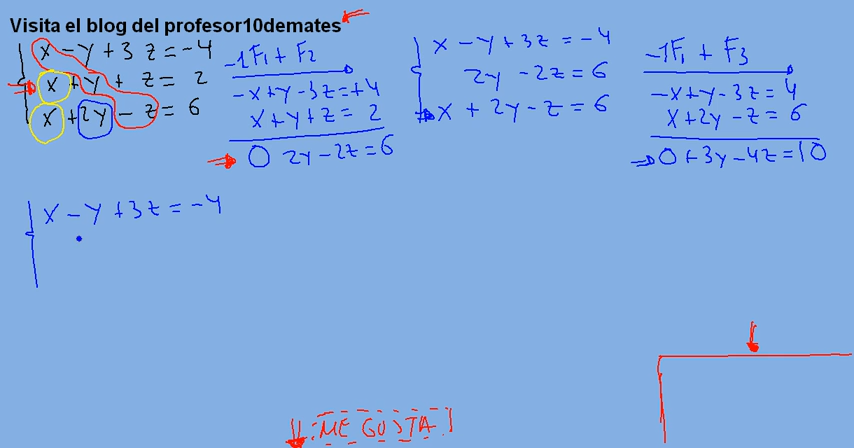 Visita el blog del profesor10demates
x - y + 3z = -4
x + y + z = 2
x + 2y - z = 6
-1F₁ + F₂
-x+y-3z=+4
x+y+z= 2
0 2y-2z=6
x - y+3z = -4
2y -2z=6
x + 2y-z=6
-1F₁ + F₃
-x+y-3z=4
x+2y-z=6
0+3y-4z=10
x-y+3z=-4
¡ME GUSTA!